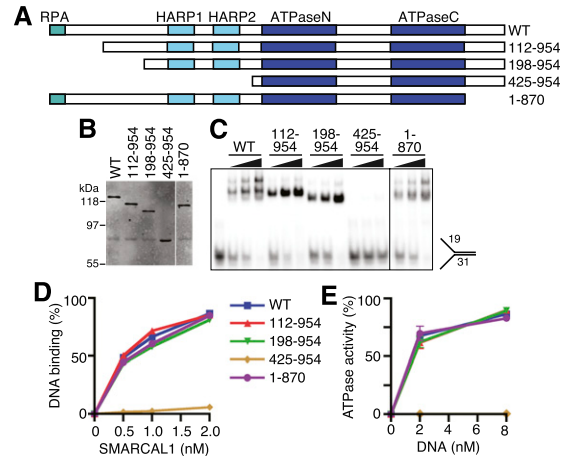 A
RPA HARP1 HARP2 ATPaseN ATPaseC
WT
112-954
198-954
425-954
1-870
B
WT 112-954 198-954 425-954 1-870
kDa
118
97
55
C
WT 112-954 198-954 425-954 1-870
19
31
D
DNA binding (%)
100
50
0
0 0.5 1.0 1.5 2.0
SMARCAL1 (nM)
WT
112-954
198-954
425-954
1-870
E
ATPase activity (%)
100
50
0
0 2 4 6 8
DNA (nM)